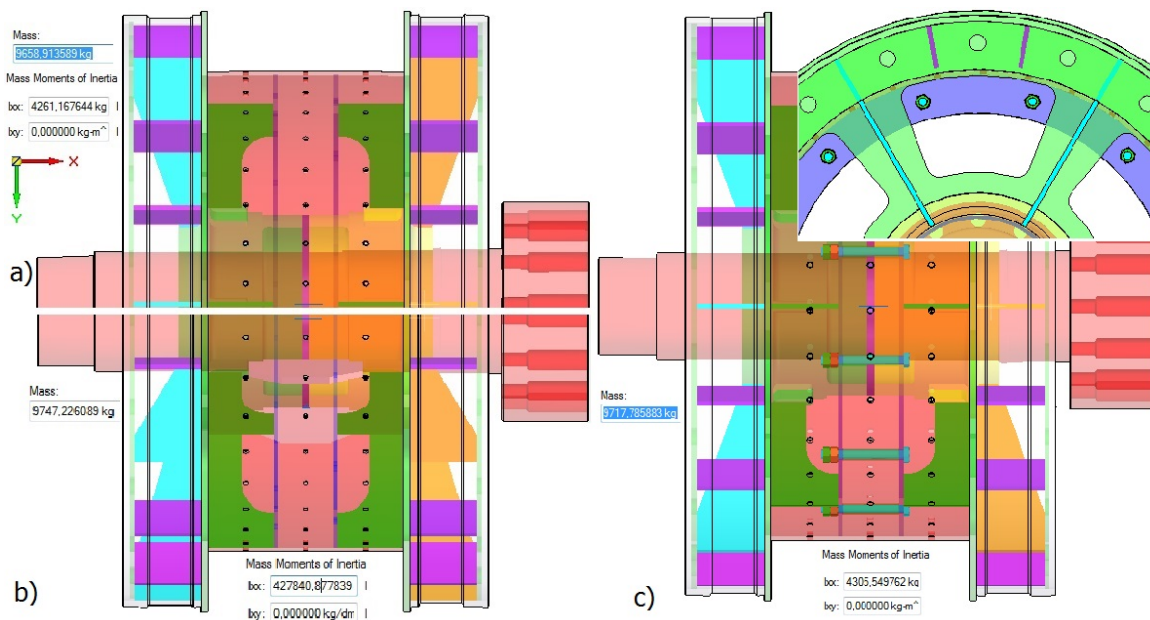 Mass:
9658,913589 kg
Mass Moments of Inertia
Ixx: 4261,167644 kg
Ixy: 0,000000 kg-m^
X
Y
a)
Mass:
9747,226089 kg
b)
Mass Moments of Inertia
Ixx: 427840,877839
Ixy: 0,000000 kg/dm
Mass:
9717,785883 kg
c)
Mass Moments of Inertia
Ixx: 4305,549762 kg
Ixy: 0,000000 kg-m^